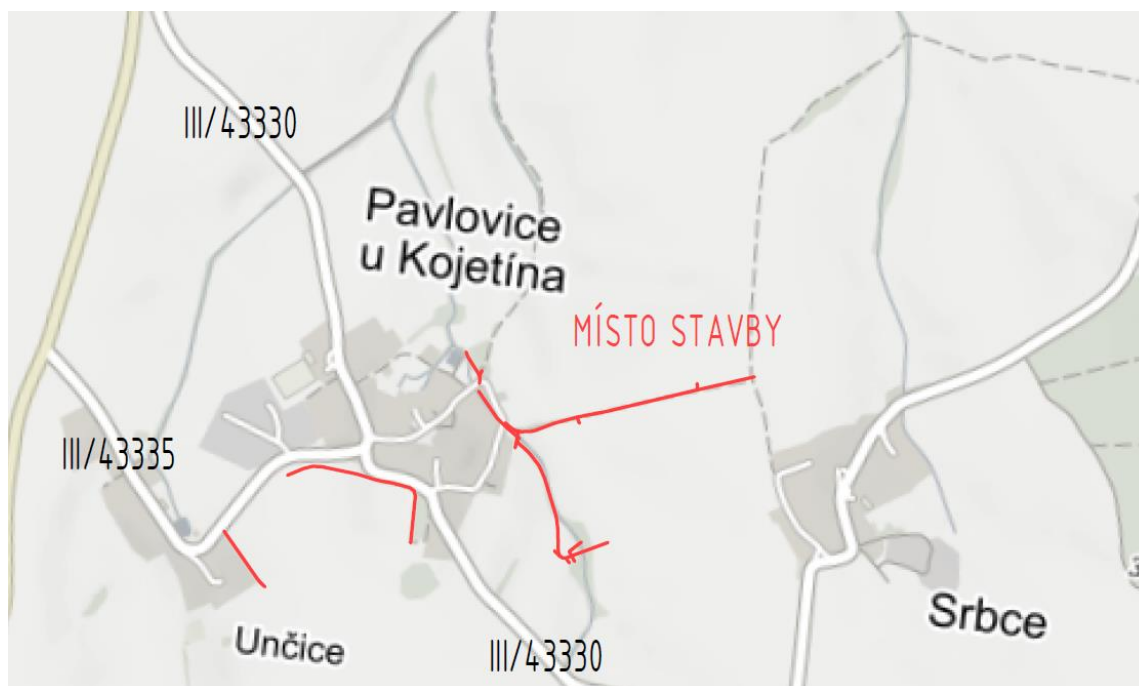 III/43330
Pavlovice
u Kojetína
MÍSTO STAVBY
III/43335
Unčice
III/43330
Srbce